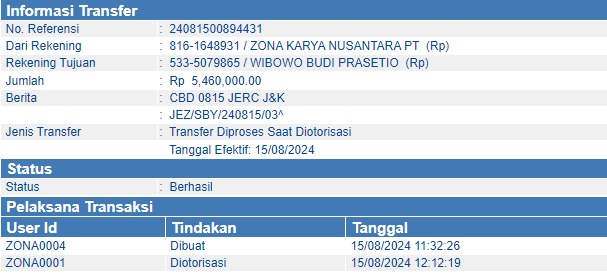 Informasi Transfer
No. Referensi : 24081500894431
Dari Rekening : 816-1648931 / ZONA KARYA NUSANTARA PT (Rp)
Rekening Tujuan : 533-5079865 / WIBOWO BUDI PRASETIO (Rp)
Jumlah : Rp 5,460,000.00
Berita : CBD 0815 JERC J&K
: JEZ/SBY/240815/03^
Jenis Transfer : Transfer Diproses Saat Diotorisasi
Tanggal Efektif: 15/08/2024
Status
Status : Berhasil
Pelaksana Transaksi
User Id Tindakan Tanggal
ZONA0004 Dibuat 15/08/2024 11:32:26
ZONA0001 Diotorisasi 15/08/2024 12:12:19